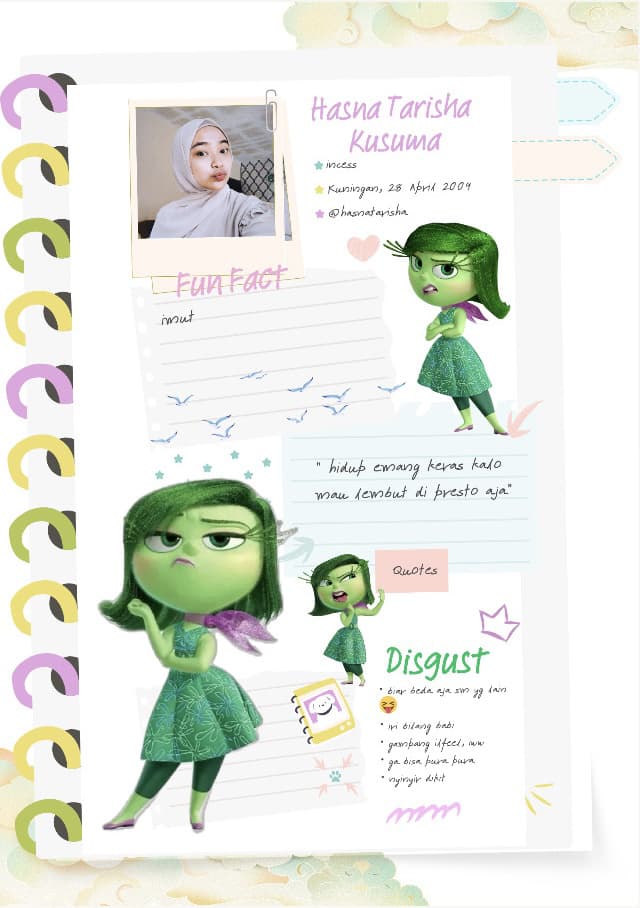 Hasna Tarisha
Kusuma
incess
Kuningan, 28 April 2009
@hasnatarisha
Fun Fact
imut
" hidup emang keras kalo
mau lembut di presto aja"
Quotes
Disgust
• biar beda aja sm yg lain
😝
• iri bilang babi
• gampang ilfeel, iww
• ga bisa pura pura
• nyinyir dikit